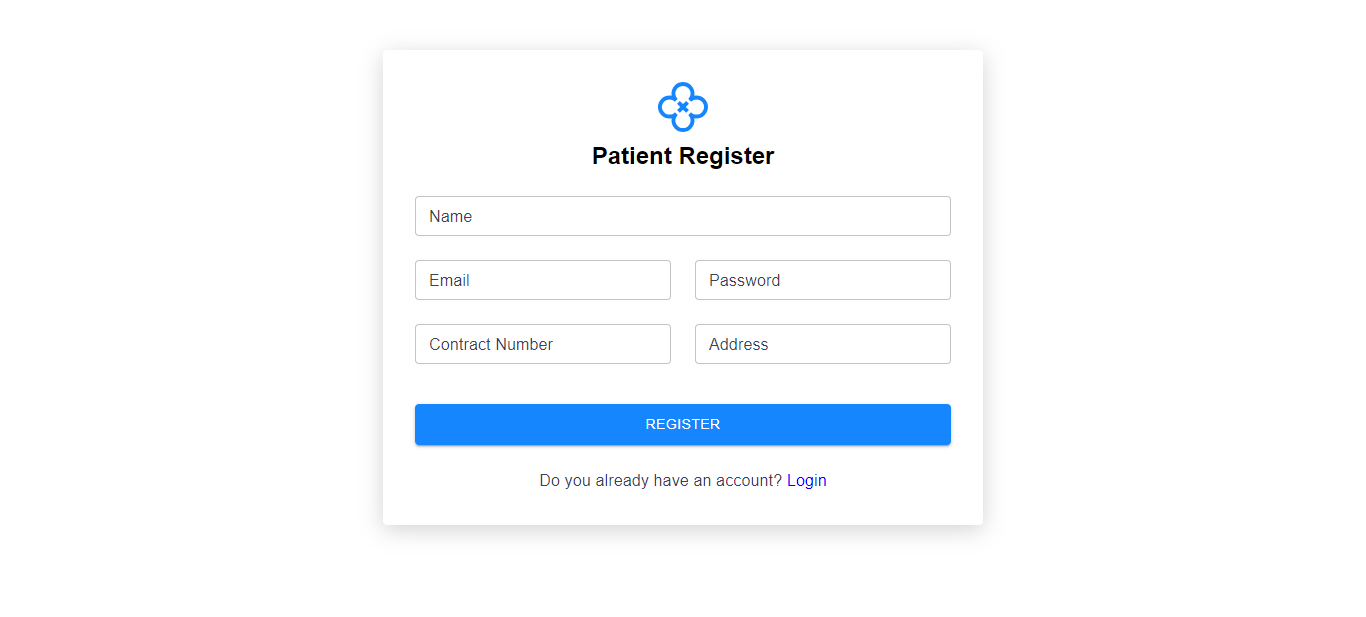 Patient Register
Name
Email
Password
Contract Number
Address
REGISTER
Do you already have an account? Login